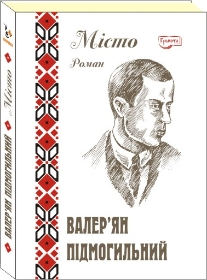 Місто
Роман
Грамота
ВАЛЕР'ЯН
ПІДМОГИЛЬНИЙ
ВАЛЕР'ЯН ПІДМОГИЛЬНИЙ
Місто